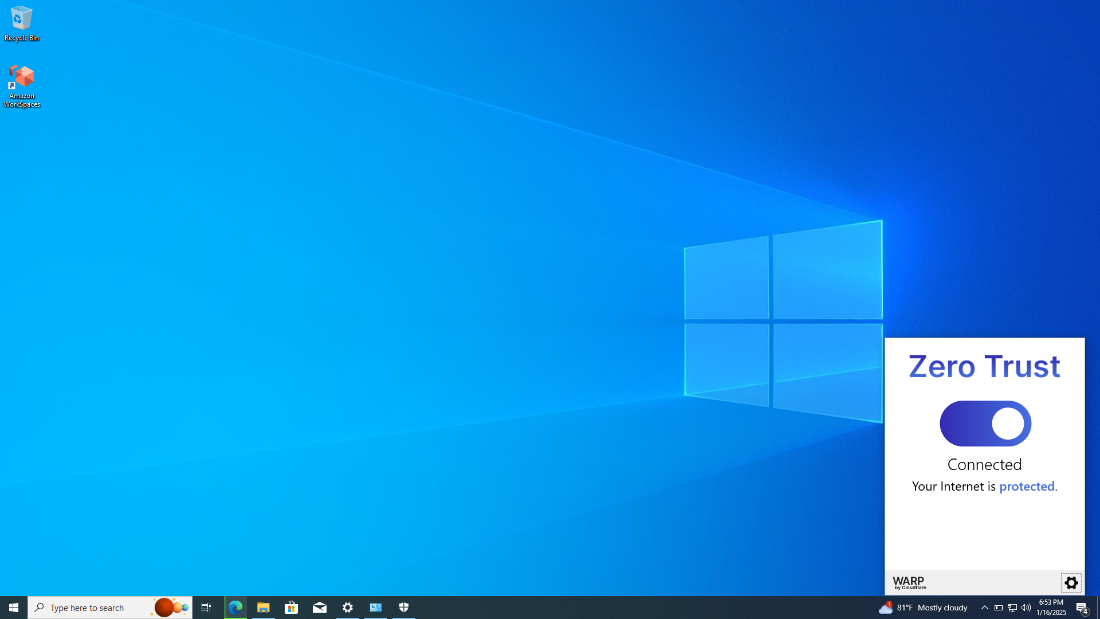 Recycle Bin
Amazon
WorkSpaces
Zero Trust
Connected
Your Internet is protected.
WARP
by Cloudflare
Type here to search
81°F Mostly cloudy
6:53 PM
1/16/2025
4